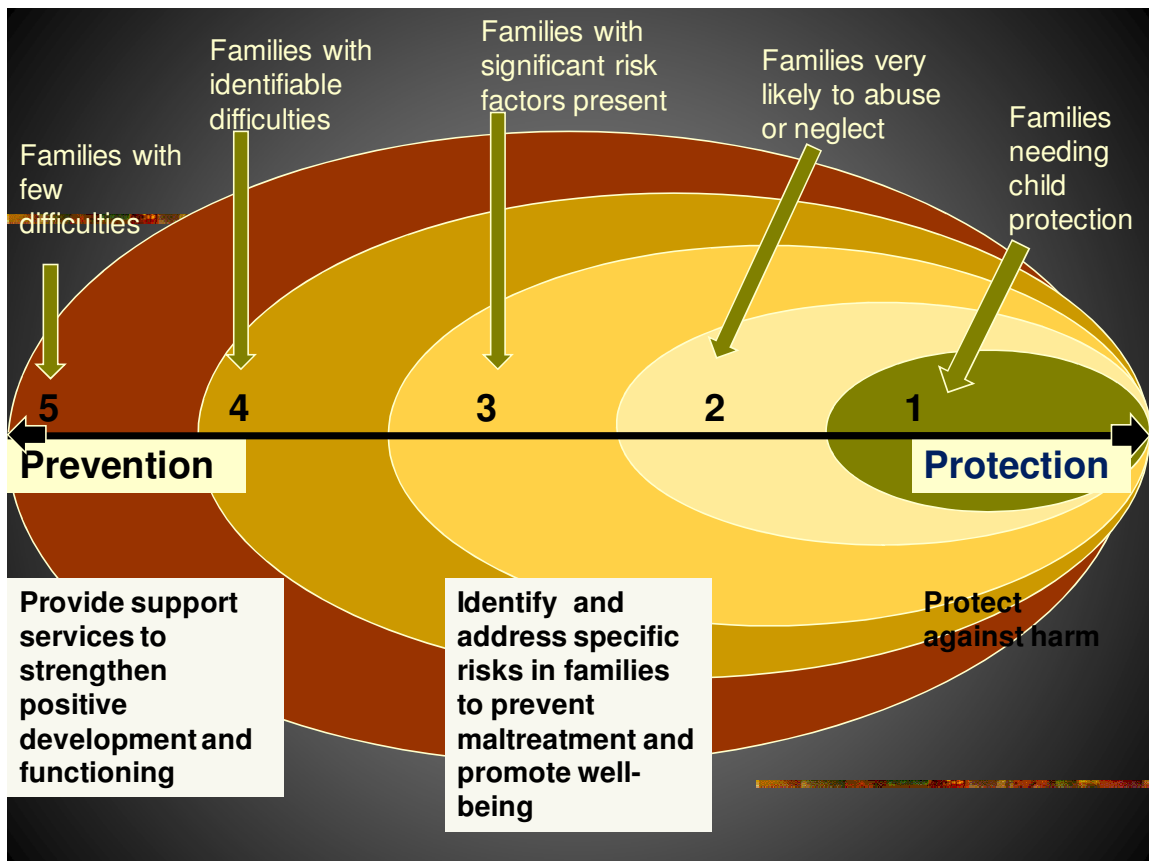 Families with
few
difficulties
Families with
identifiable
difficulties
Families with
significant risk
factors present
Families very
likely to abuse
or neglect
Families
needing
child
protection
5
4
3
2
1
Prevention
Protection
Provide support
services to
strengthen
positive
development and
functioning
Identify and
address specific
risks in families
to prevent
maltreatment and
promote well-
being
Protect
against harm